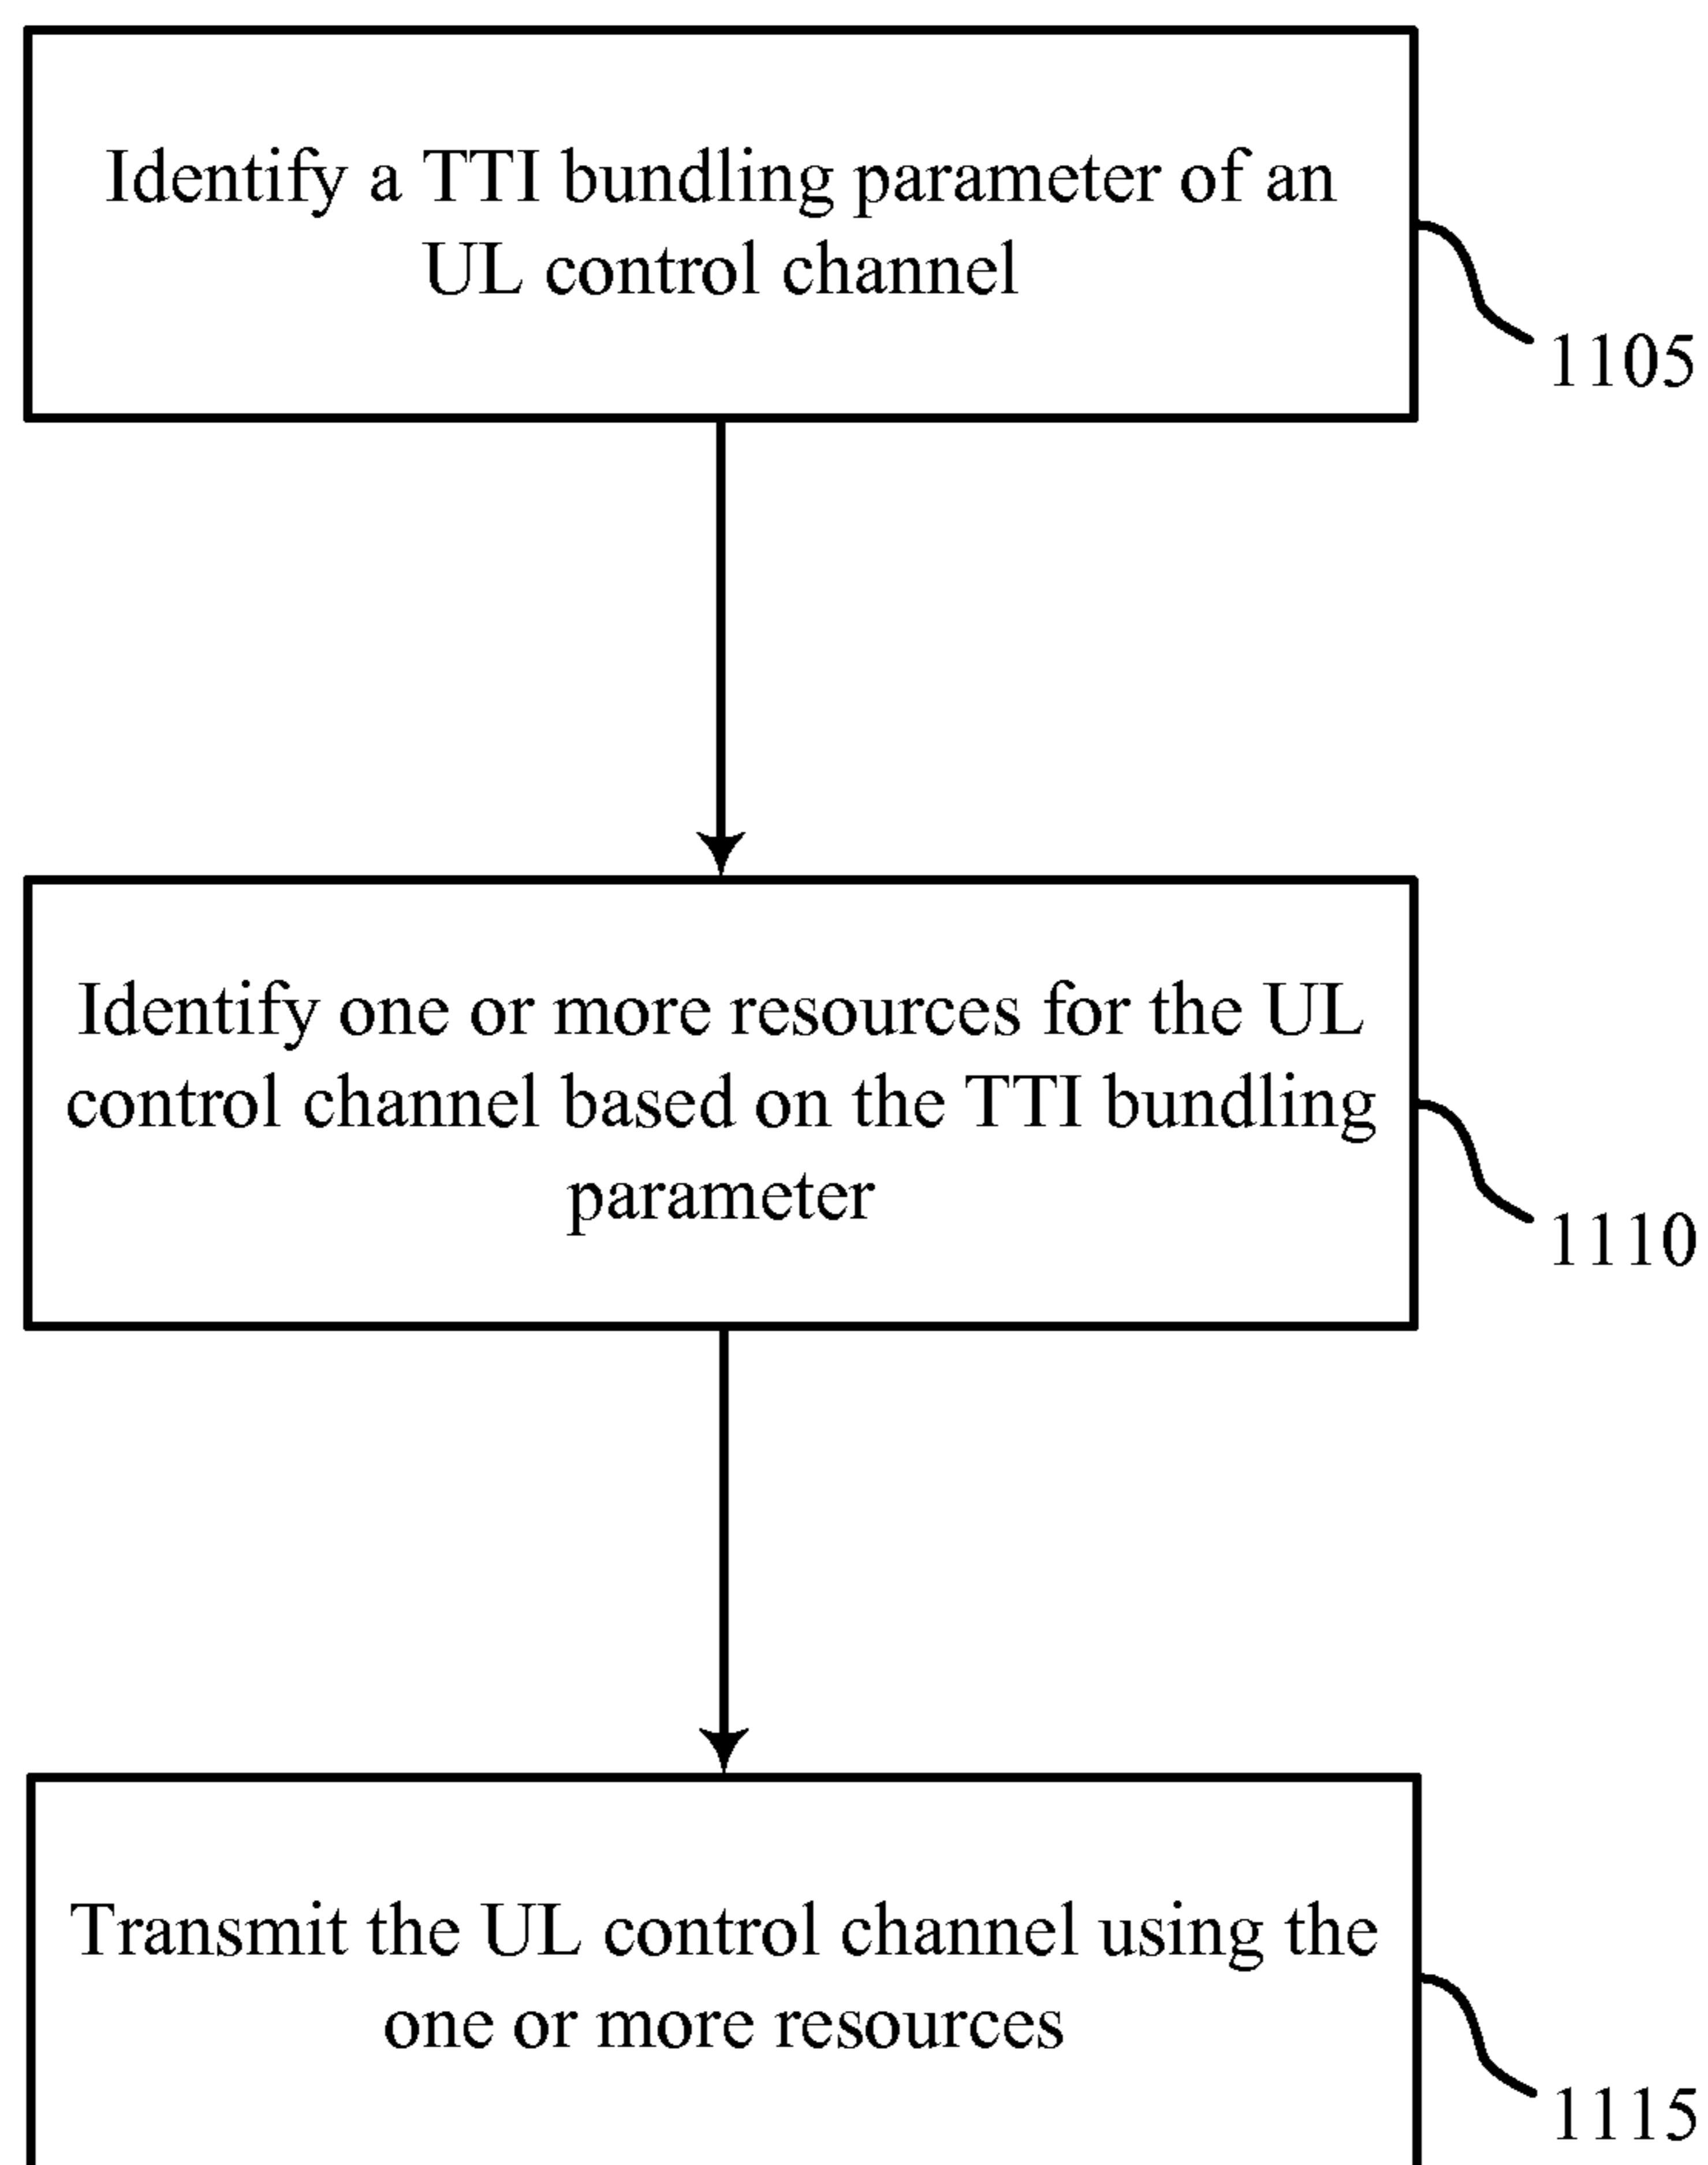 Identify a TTI bundling parameter of an
UL control channel
1105
Identify one or more resources for the UL
control channel based on the TTI bundling
parameter
1110
Transmit the UL control channel using the
one or more resources
1115